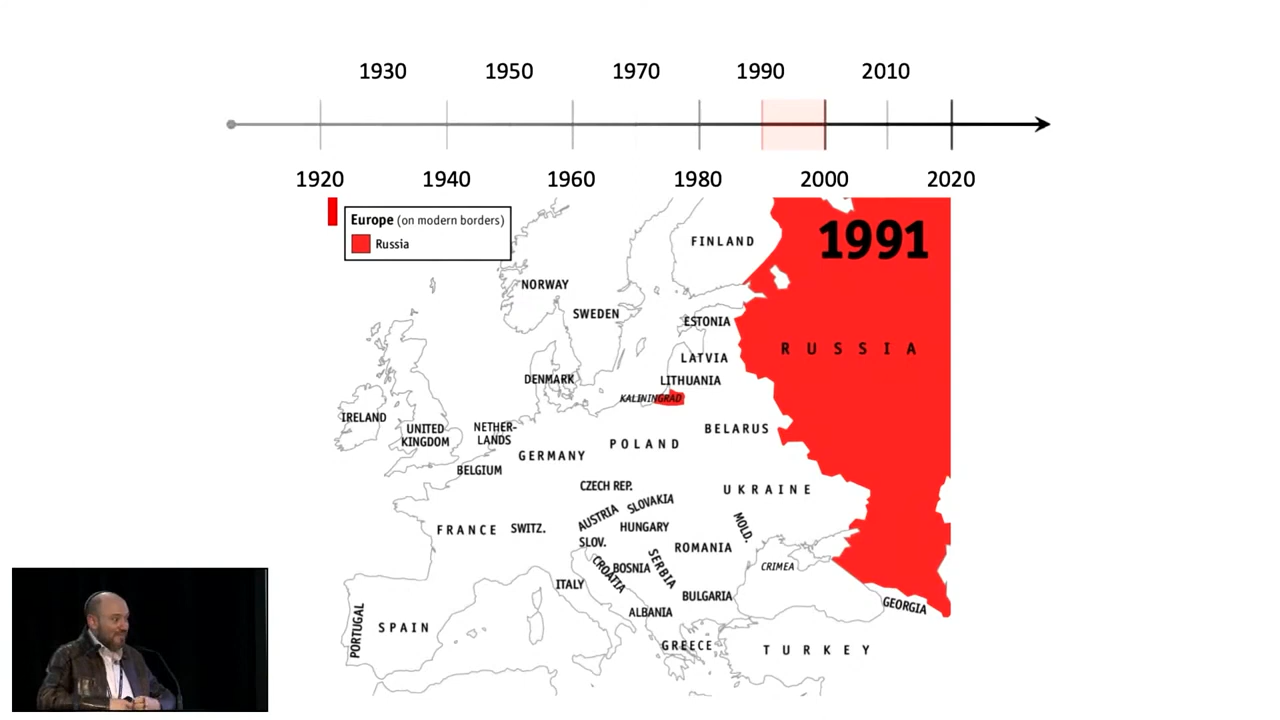 1930 1950 1970 1990 2010
1920 1940 1960 1980 2000 2020
Europe (on modern borders)
Russia
1991
FINLAND
NORWAY
SWEDEN
ESTONIA
RUSSIA
LATVIA
DENMARK
LITHUANIA
KALININGRAD
IRELAND
UNITED
KINGDOM
NETHER-
LANDS
BELARUS
POLAND
GERMANY
BELGIUM
CZECH REP.
UKRAINE
SLOVAKIA
AUSTRIA
FRANCE
SWITZ.
HUNGARY
MOLD.
SLOV.
ROMANIA
CROATIA
BOSNIA
SERBIA
CRIMEA
ITALY
BULGARIA
GEORGIA
ALBANIA
PORTUGAL
SPAIN
GREECE
TURKEY